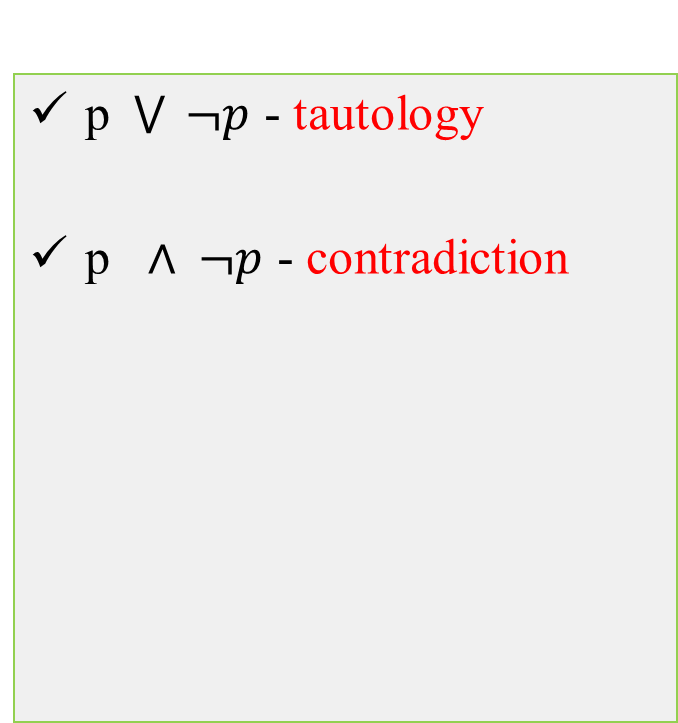 ✓ p ∨ ¬p - tautology
✓ p ∧ ¬p - contradiction